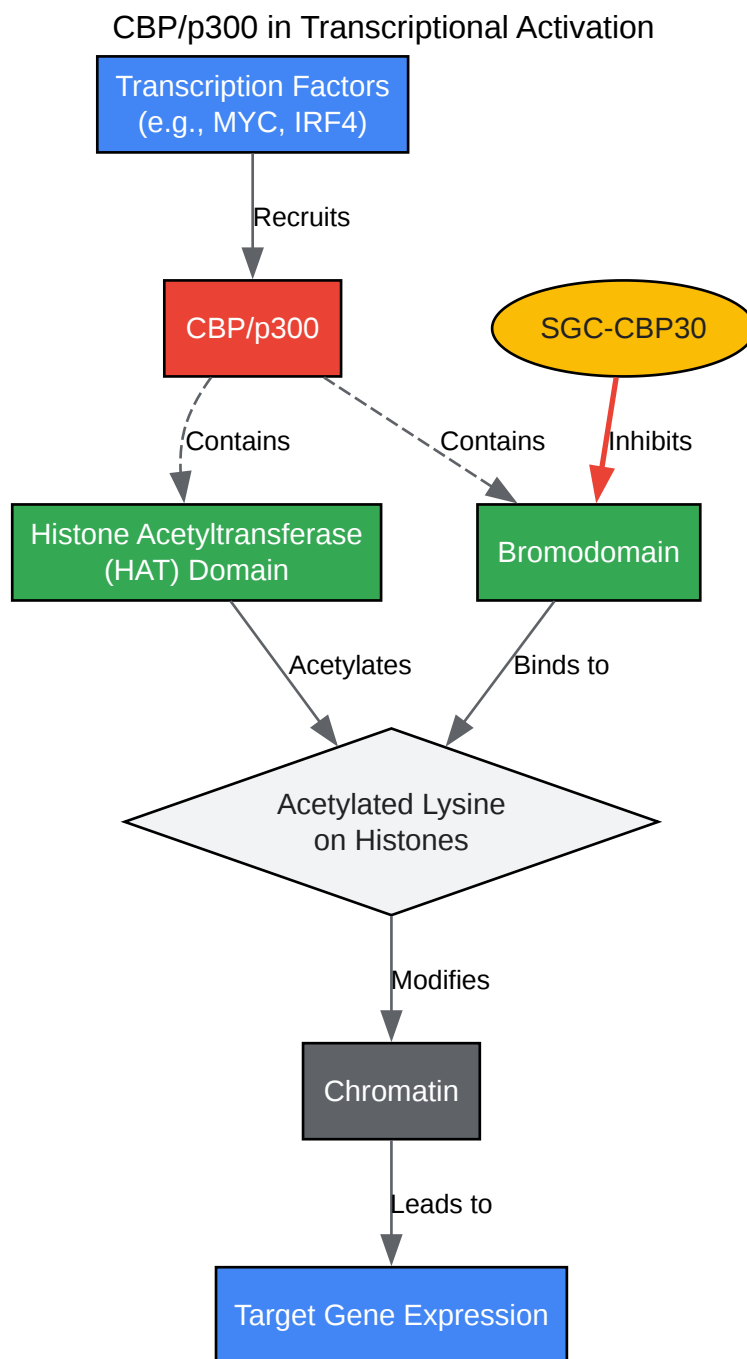 CBP/p300 in Transcriptional Activation
Transcription Factors
(e.g., MYC, IRF4)
Recruits
CBP/p300
SGC-CBP30
Contains
Contains
Inhibits
Histone Acetyltransferase
(HAT) Domain
Bromodomain
Acetylates
Binds to
Acetylated Lysine
on Histones
Modifies
Chromatin
Leads to
Target Gene Expression